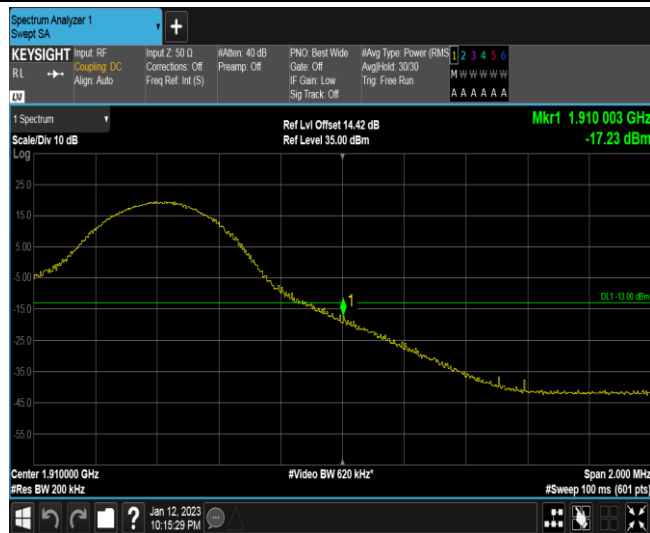 Spectrum Analyzer 1
Swept SA
+
KEYSIGHT
RL
LXI
Input: RF
Coupling: DC
Align: Auto
Input Z: 50 Ω
Corrections: Off
Freq Ref: Int (S)
#Atten: 40 dB
Preamp: Off
PNO: Best Wide
Gate: Off
IF Gain: Low
Sig Track: Off
#Avg Type: Power (RMS
Avg|Hold: 30/30
Trig: Free Run
1 2 3 4 5 6
M W W W W W
A A A A A A
1 Spectrum
Scale/Div 10 dB
Log
Ref Lvl Offset 14.42 dB
Ref Level 35.00 dBm
Mkr1 1.910 003 GHz
-17.23 dBm
25.0
15.0
5.00
-5.00
-15.0
-25.0
-35.0
-45.0
-55.0
1
DL1 -13.00 dBm
Center 1.910000 GHz
#Res BW 200 kHz
#Video BW 620 kHz*
Span 2.000 MHz
#Sweep 100 ms (601 pts)
?
Jan 12, 2023
10:15:29 PM